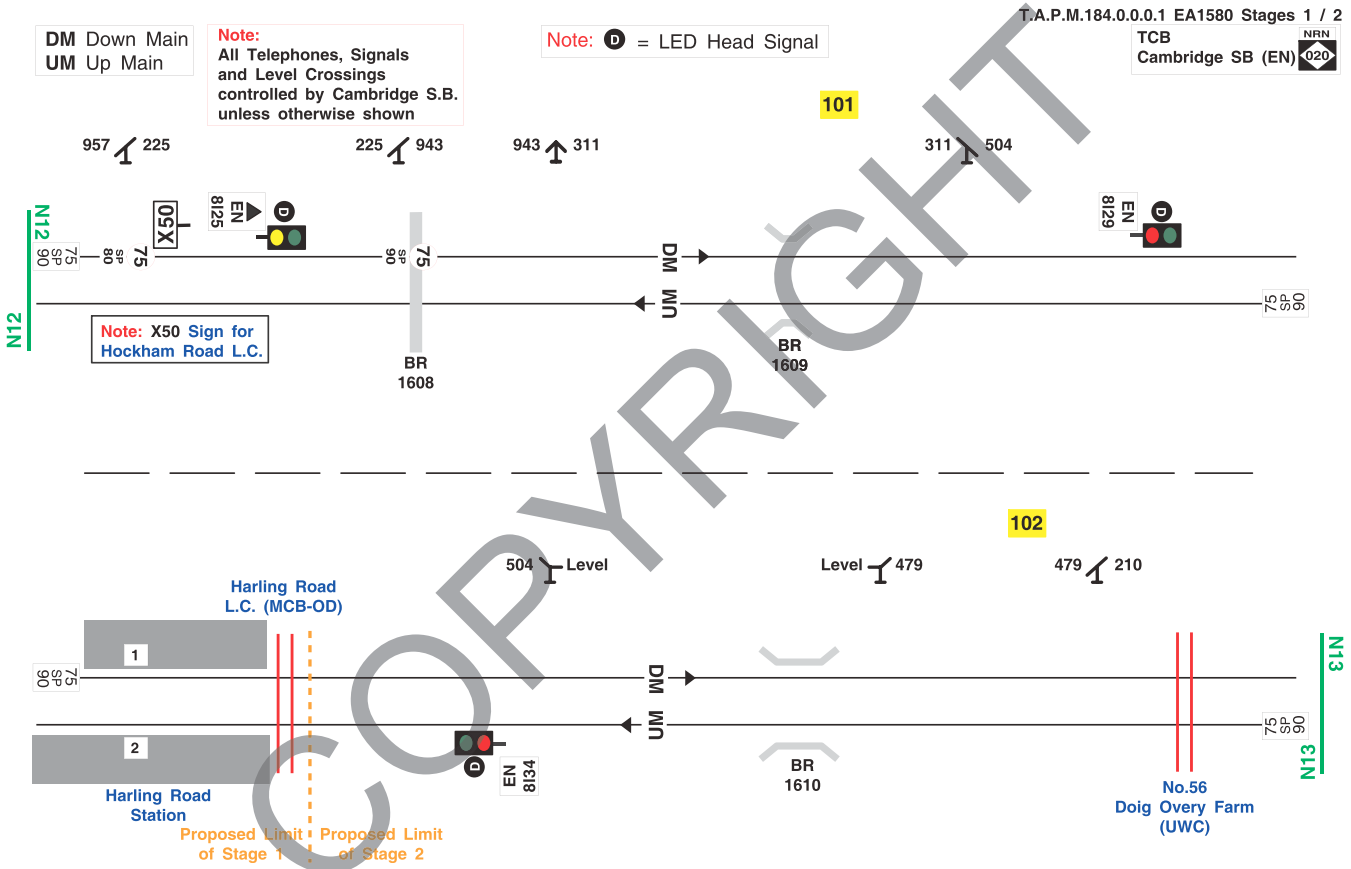 T.A.P.M.184.0.0.0.1 EA1580 Stages 1 / 2
DM Down Main
UM Up Main
Note:
All Telephones, Signals
and Level Crossings
controlled by Cambridge S.B.
unless otherwise shown
Note: D = LED Head Signal
TCB
Cambridge SB (EN)
NRN
020
101
957 225
225 943
943 311
311 504
N12
N12
75
SP
90
80
SP
75
X50
EN
8I25
D
90
SP
75
DM
UM
EN
8I29
D
75
SP
90
Note: X50 Sign for
Hockham Road L.C.
BR
1608
BR
1609
102
504 Level
Level 479
479 210
Harling Road
L.C. (MCB-OD)
1
75
SP
90
DM
UM
2
D
EN
8I34
BR
1610
75
SP
90
N13
N13
Harling Road
Station
Proposed Limit
of Stage 1
Proposed Limit
of Stage 2
No.56
Doig Overy Farm
(UWC)
COPYRIGHT